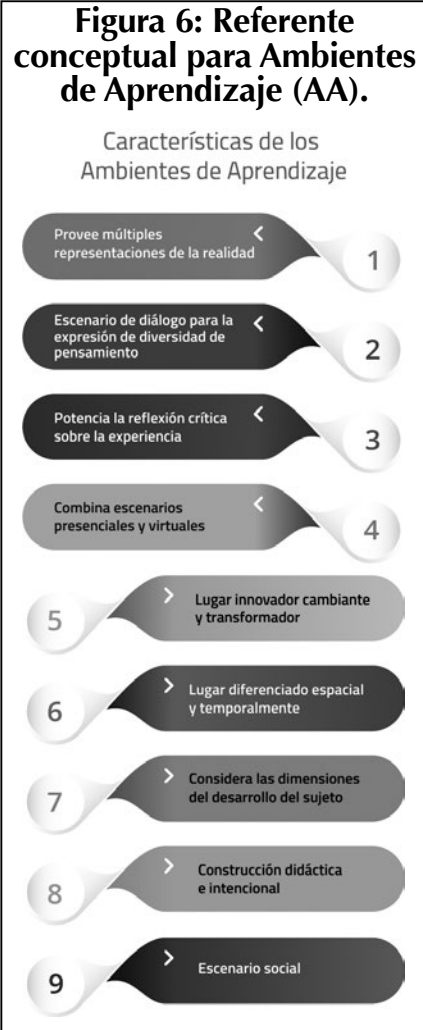 Figura 6: Referente
conceptual para Ambientes
de Aprendizaje (AA).
Características de los
Ambientes de Aprendizaje
Provee múltiples
representaciones de la realidad
1
Escenario de diálogo para la
expresión de diversidad de
pensamiento
2
Potencia la reflexión crítica
sobre la experiencia
3
Combina escenarios
presenciales y virtuales
4
5
Lugar innovador cambiante
y transformador
6
Lugar diferenciado espacial
y temporalmente
7
Considera las dimensiones
del desarrollo del sujeto
8
Construcción didáctica
e intencional
9
Escenario social